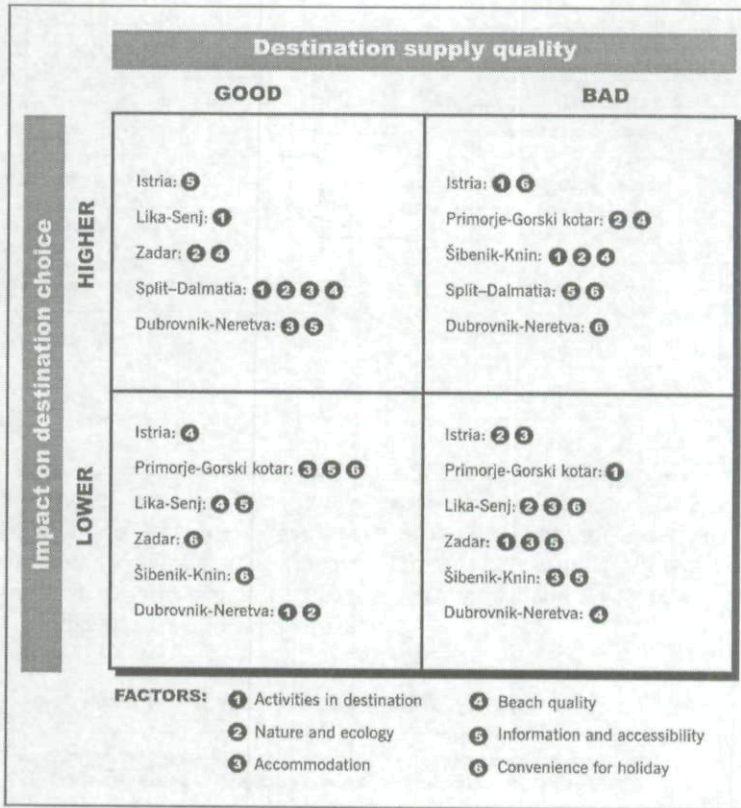 Destination supply quality
GOOD
BAD
Impact on destination choice
HIGHER
Istria: 5
Lika-Senj: 1
Zadar: 2 4
Split–Dalmatia: 1 2 3 4
Dubrovnik-Neretva: 3 5
Istria: 1 6
Primorje-Gorski kotar: 2 4
Šibenik-Knin: 1 2 4
Split–Dalmatia: 5 6
Dubrovnik-Neretva: 6
LOWER
Istria: 4
Primorje-Gorski kotar: 3 5 6
Lika-Senj: 4 5
Zadar: 6
Šibenik-Knin: 6
Dubrovnik-Neretva: 1 2
Istria: 2 3
Primorje-Gorski kotar: 1
Lika-Senj: 2 3 6
Zadar: 1 3 5
Šibenik-Knin: 3 5
Dubrovnik-Neretva: 4
FACTORS:
1 Activities in destination
2 Nature and ecology
3 Accommodation
4 Beach quality
5 Information and accessibility
6 Convenience for holiday